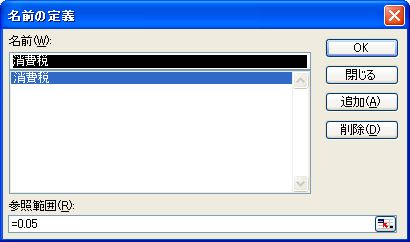 名前の定義
名前(W):
消費税
消費税
OK
閉じる
追加(A)
削除(D)
参照範囲(R):
=0.05